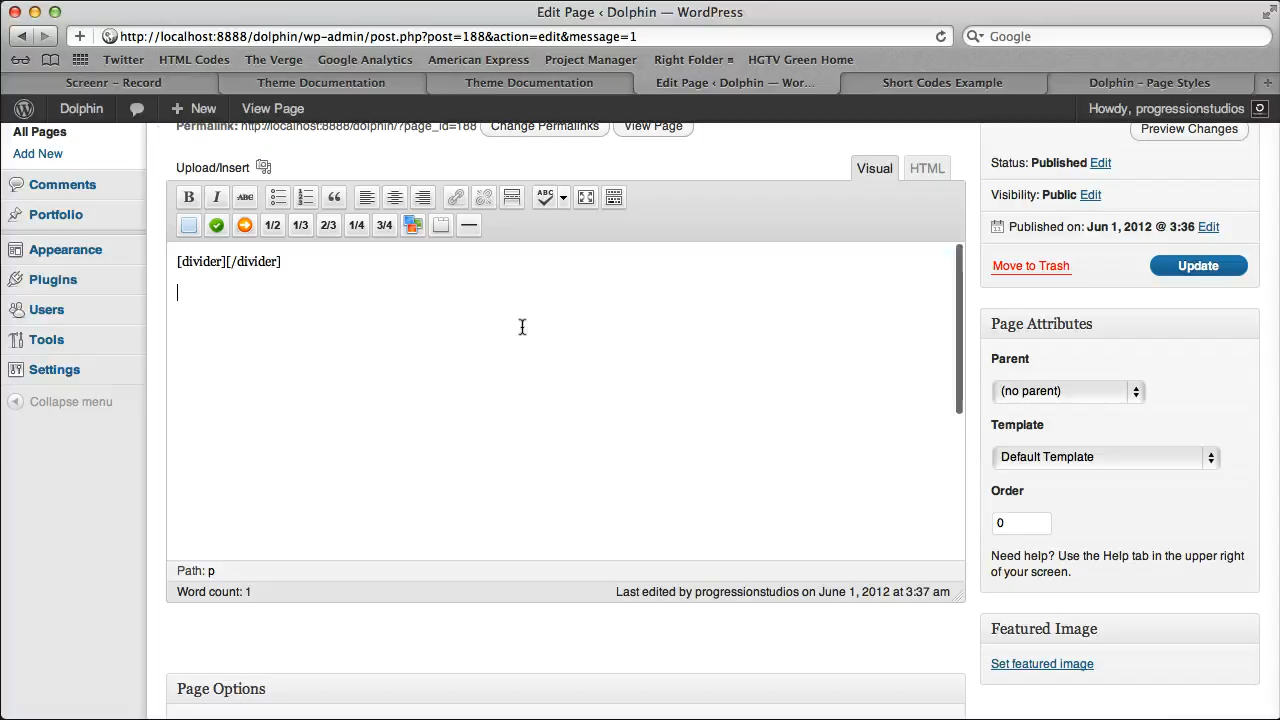 Edit Page ‹ Dolphin — WordPress
http://localhost:8888/dolphin/wp-admin/post.php?post=188&action=edit&message=1
Google
Twitter HTML Codes The Verge Google Analytics American Express Project Manager Right Folder HGTV Green Home
Screenr – Record Theme Documentation Theme Documentation Edit Page ‹ Dolphin — Wor... Short Codes Example Dolphin – Page Styles
Dolphin + New View Page Howdy, progressionstudios
All Pages
Add New
Comments
Portfolio
Appearance
Plugins
Users
Tools
Settings
Collapse menu
Permalink: http://localhost:8888/dolphin/?page_id=188 Change Permalinks View Page
Upload/Insert
Visual HTML
B I ABC ABC
1/2 1/3 2/3 1/4 3/4
[divider][/divider]
Path: p
Word count: 1 Last edited by progressionstudios on June 1, 2012 at 3:37 am
Page Options
Preview Changes
Status: Published Edit
Visibility: Public Edit
Published on: Jun 1, 2012 @ 3:36 Edit
Move to Trash Update
Page Attributes
Parent
(no parent)
Template
Default Template
Order
0
Need help? Use the Help tab in the upper right
of your screen.
Featured Image
Set featured image